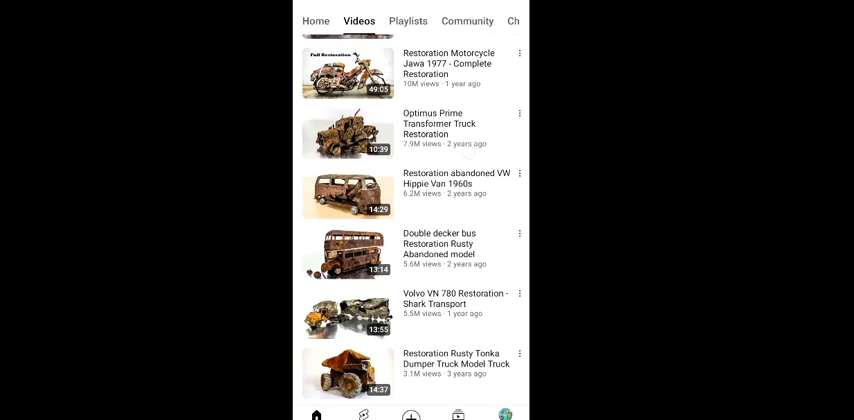 Home Videos Playlists Community Ch
Full Restoration
49:05
Restoration Motorcycle
Jawa 1977 - Complete
Restoration
10M views · 1 year ago
10:39
Optimus Prime
Transformer Truck
Restoration
7.9M views · 2 years ago
14:29
Restoration abandoned VW
Hippie Van 1960s
6.2M views · 2 years ago
13:14
Double decker bus
Restoration Rusty
Abandoned model
5.6M views · 2 years ago
13:55
Volvo VN 780 Restoration -
Shark Transport
5.5M views · 1 year ago
14:37
Restoration Rusty Tonka
Dumper Truck Model Truck
3.1M views · 3 years ago